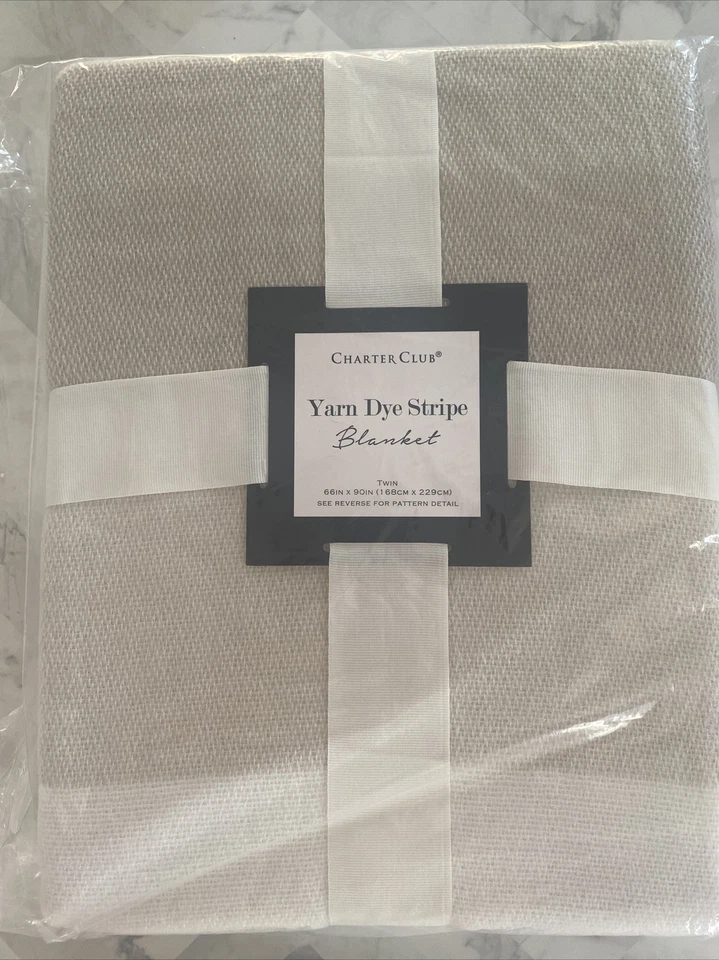 CHARTER CLUB®
Yarn Dye Stripe
Blanket
TWIN
66IN X 90IN (168CM X 229CM)
SEE REVERSE FOR PATTERN DETAIL